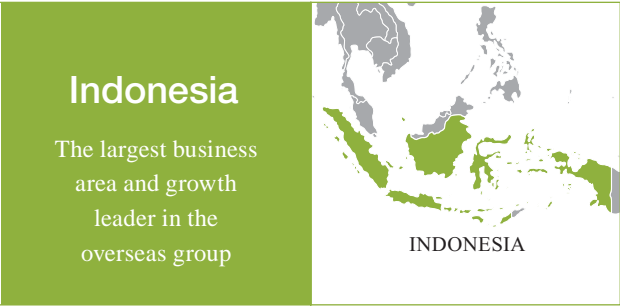 Indonesia
The largest business
area and growth
leader in the
overseas group
INDONESIA